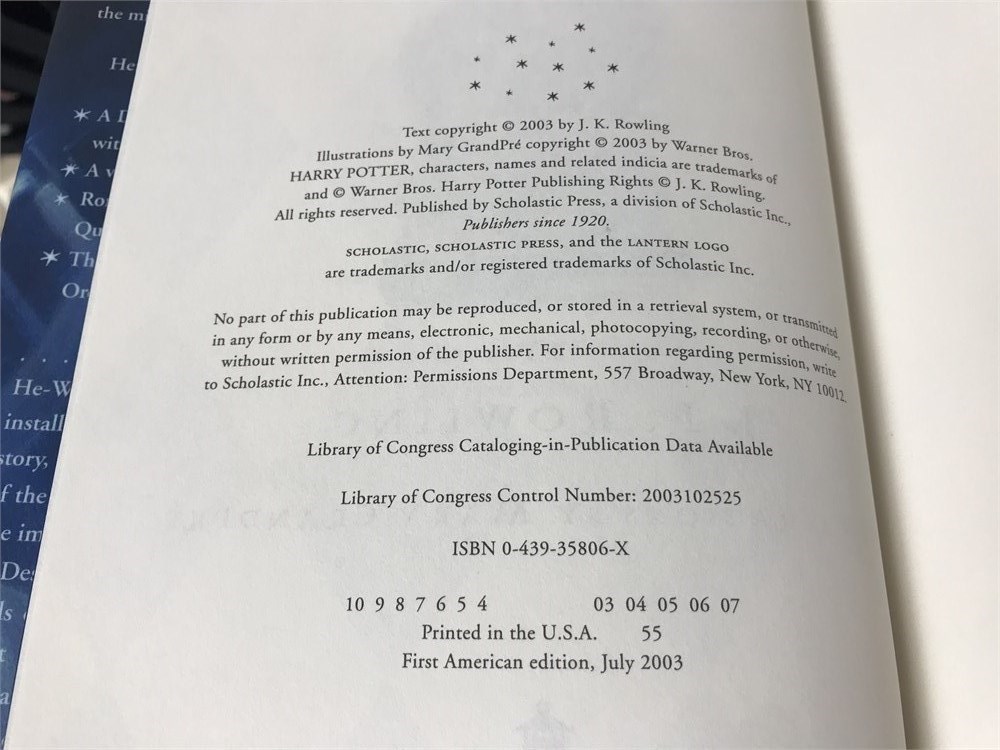 the m
He
* A D
wit
* A v
* Ro
Qu
* Th
Or
. . . .
He-W
install
story,
f the
e im
De
ls
t
a
Text copyright © 2003 by J. K. Rowling
Illustrations by Mary GrandPré copyright © 2003 by Warner Bros.
HARRY POTTER, characters, names and related indicia are trademarks of
and © Warner Bros. Harry Potter Publishing Rights © J. K. Rowling.
All rights reserved. Published by Scholastic Press, a division of Scholastic Inc.,
Publishers since 1920.
SCHOLASTIC, SCHOLASTIC PRESS, and the LANTERN LOGO
are trademarks and/or registered trademarks of Scholastic Inc.
No part of this publication may be reproduced, or stored in a retrieval system, or transmitted
in any form or by any means, electronic, mechanical, photocopying, recording, or otherwise,
without written permission of the publisher. For information regarding permission, write
to Scholastic Inc., Attention: Permissions Department, 557 Broadway, New York, NY 10012.
Library of Congress Cataloging-in-Publication Data Available
Library of Congress Control Number: 2003102525
ISBN 0-439-35806-X
10 9 8 7 6 5 4 03 04 05 06 07
Printed in the U.S.A. 55
First American edition, July 2003